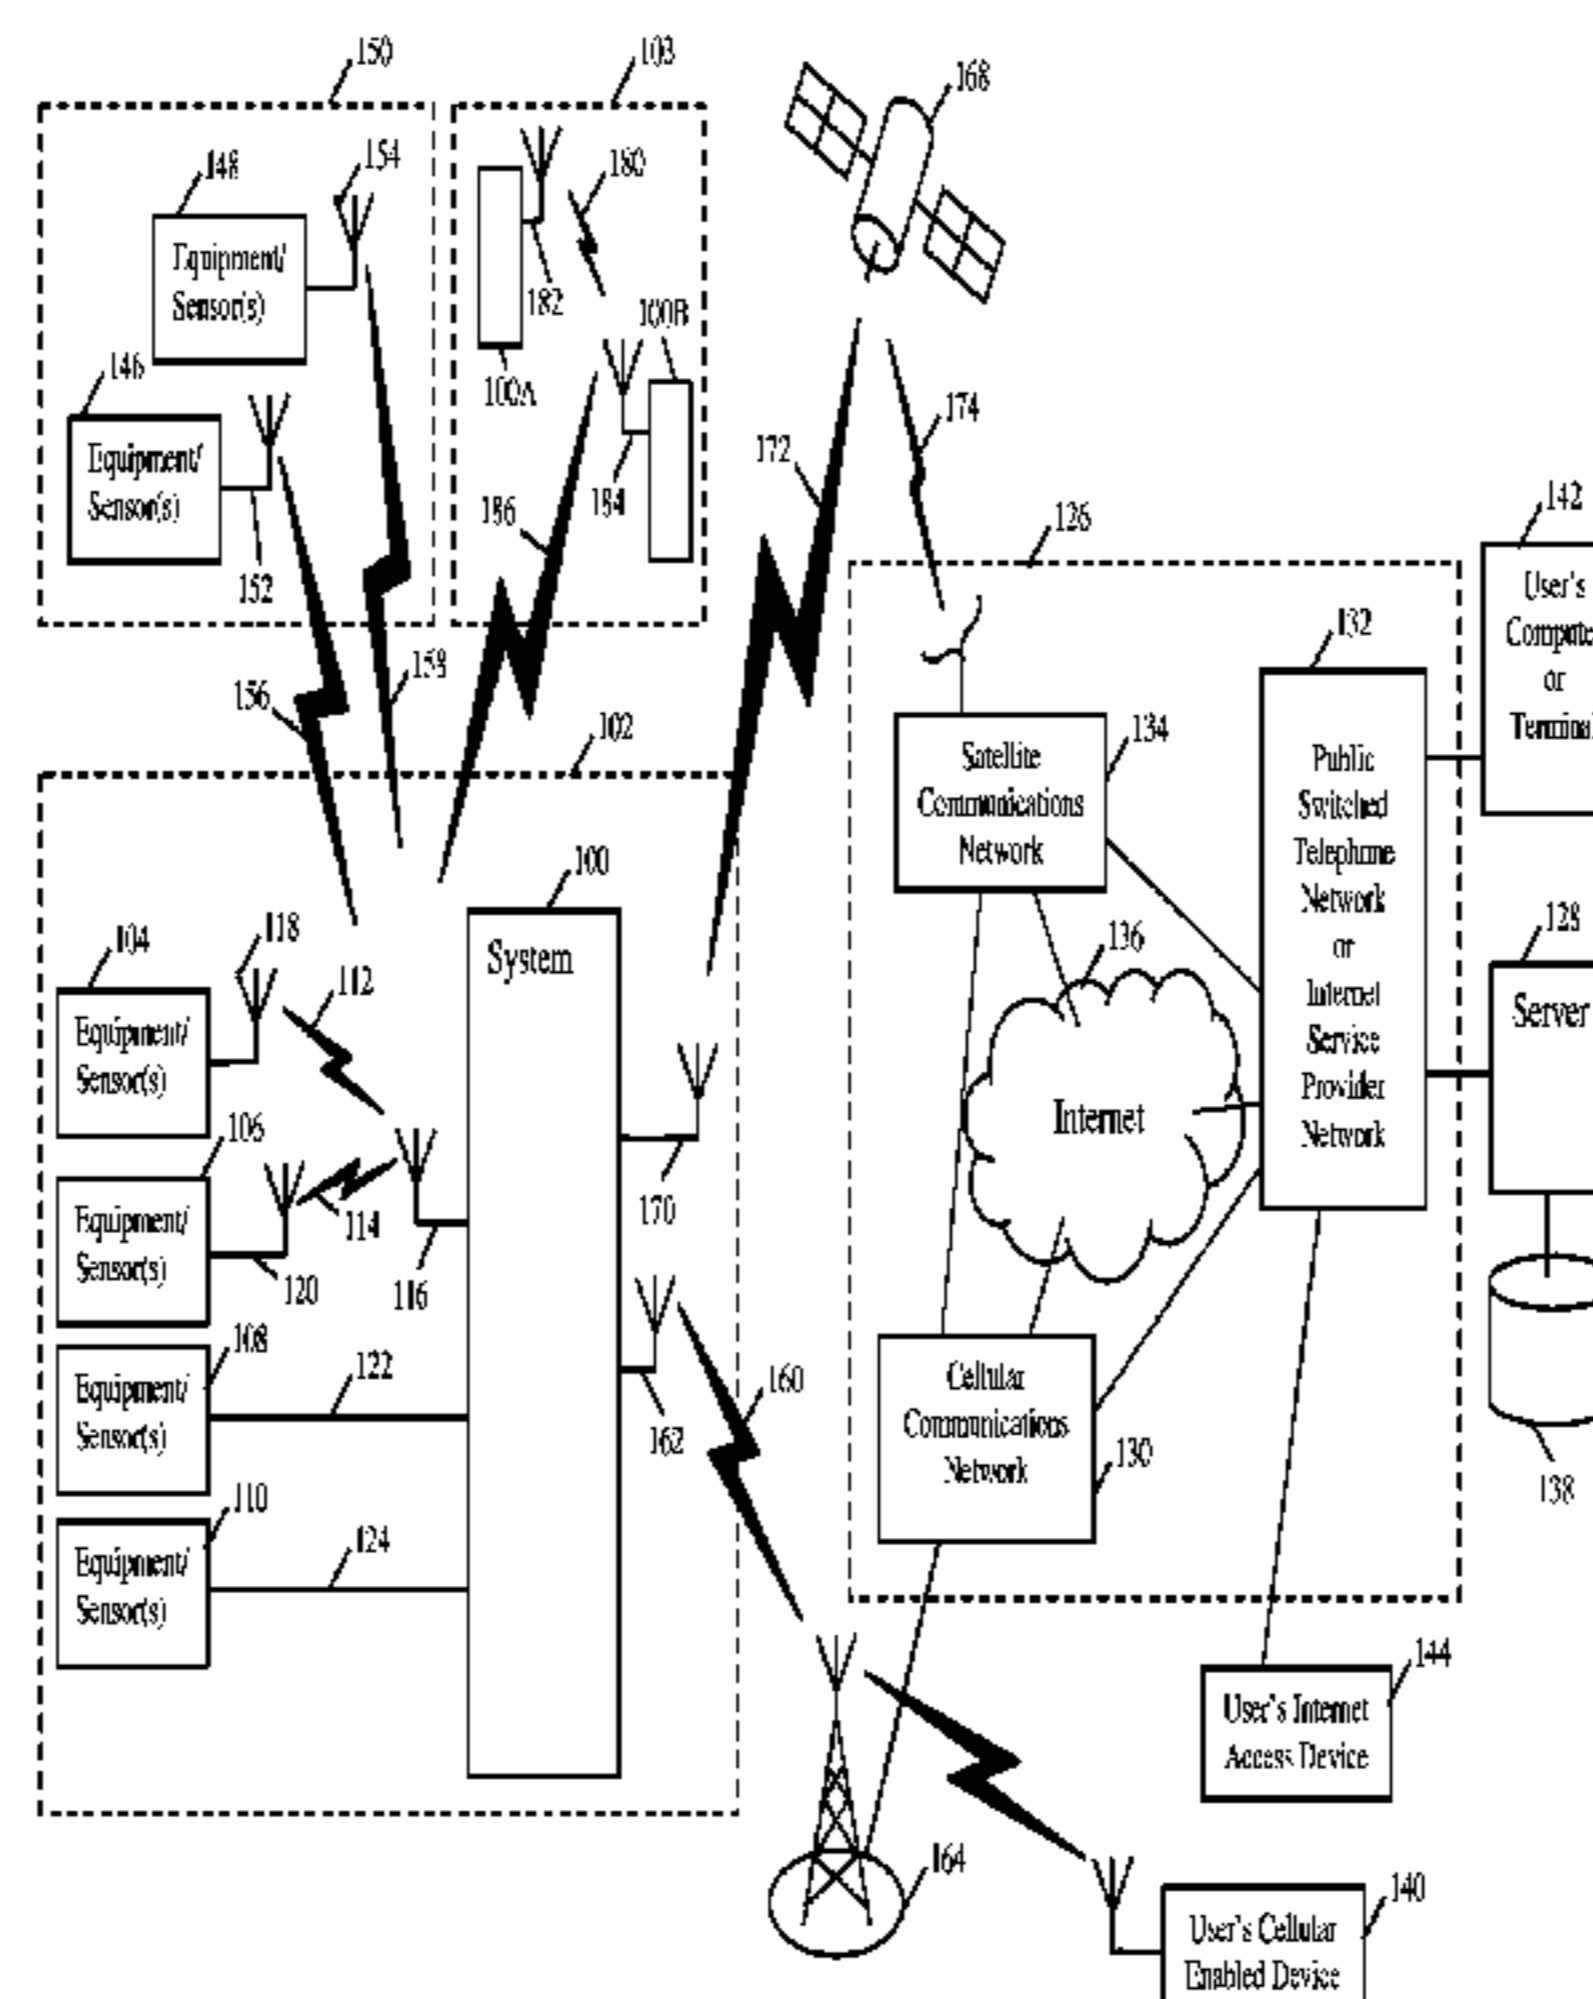 150
103
168
148
154
180
Equipment/
Sensor(s)
182
100B
146
100A
174
Equipment/
Sensor(s)
172
184
186
142
126
152
User's
132
158
156
102
134
or
Satellite
Communications
Network
Public
Switched
Telephone
Network
or
Internet
Service
Provider
Network
100
System
118
104
112
136
128
Server
Equipment/
Sensor(s)
Internet
106
170
Equipment/
Sensor(s)
114
120
116
108
122
160
Cellular
Communications
Network
Equipment/
Sensor(s)
162
130
138
110
124
Equipment/
Sensor(s)
144
User's Internet
Access Device
164
140
User's Cellular
Enabled Device